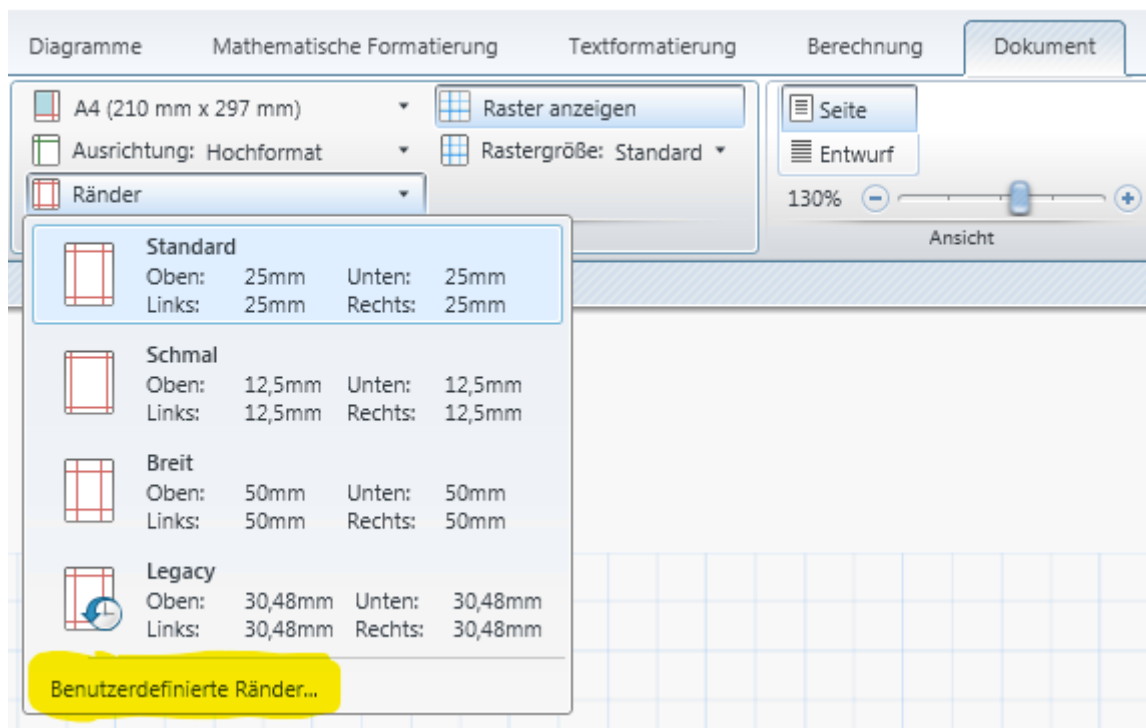 Diagramme Mathematische Formatierung Textformatierung Berechnung Dokument
A4 (210 mm x 297 mm)
Ausrichtung: Hochformat
Ränder
Raster anzeigen
Rastergröße: Standard
Seite
Entwurf
130%
Ansicht
Standard
Oben: 25mm Unten: 25mm
Links: 25mm Rechts: 25mm
Schmal
Oben: 12,5mm Unten: 12,5mm
Links: 12,5mm Rechts: 12,5mm
Breit
Oben: 50mm Unten: 50mm
Links: 50mm Rechts: 50mm
Legacy
Oben: 30,48mm Unten: 30,48mm
Links: 30,48mm Rechts: 30,48mm
Benutzerdefinierte Ränder...